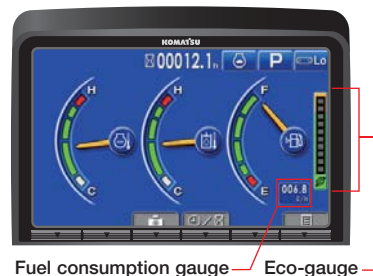 KOMATSU
00012.1h P Lo
H H F
C C E
006.8
ℓ/h
Fuel consumption gauge Eco-gauge